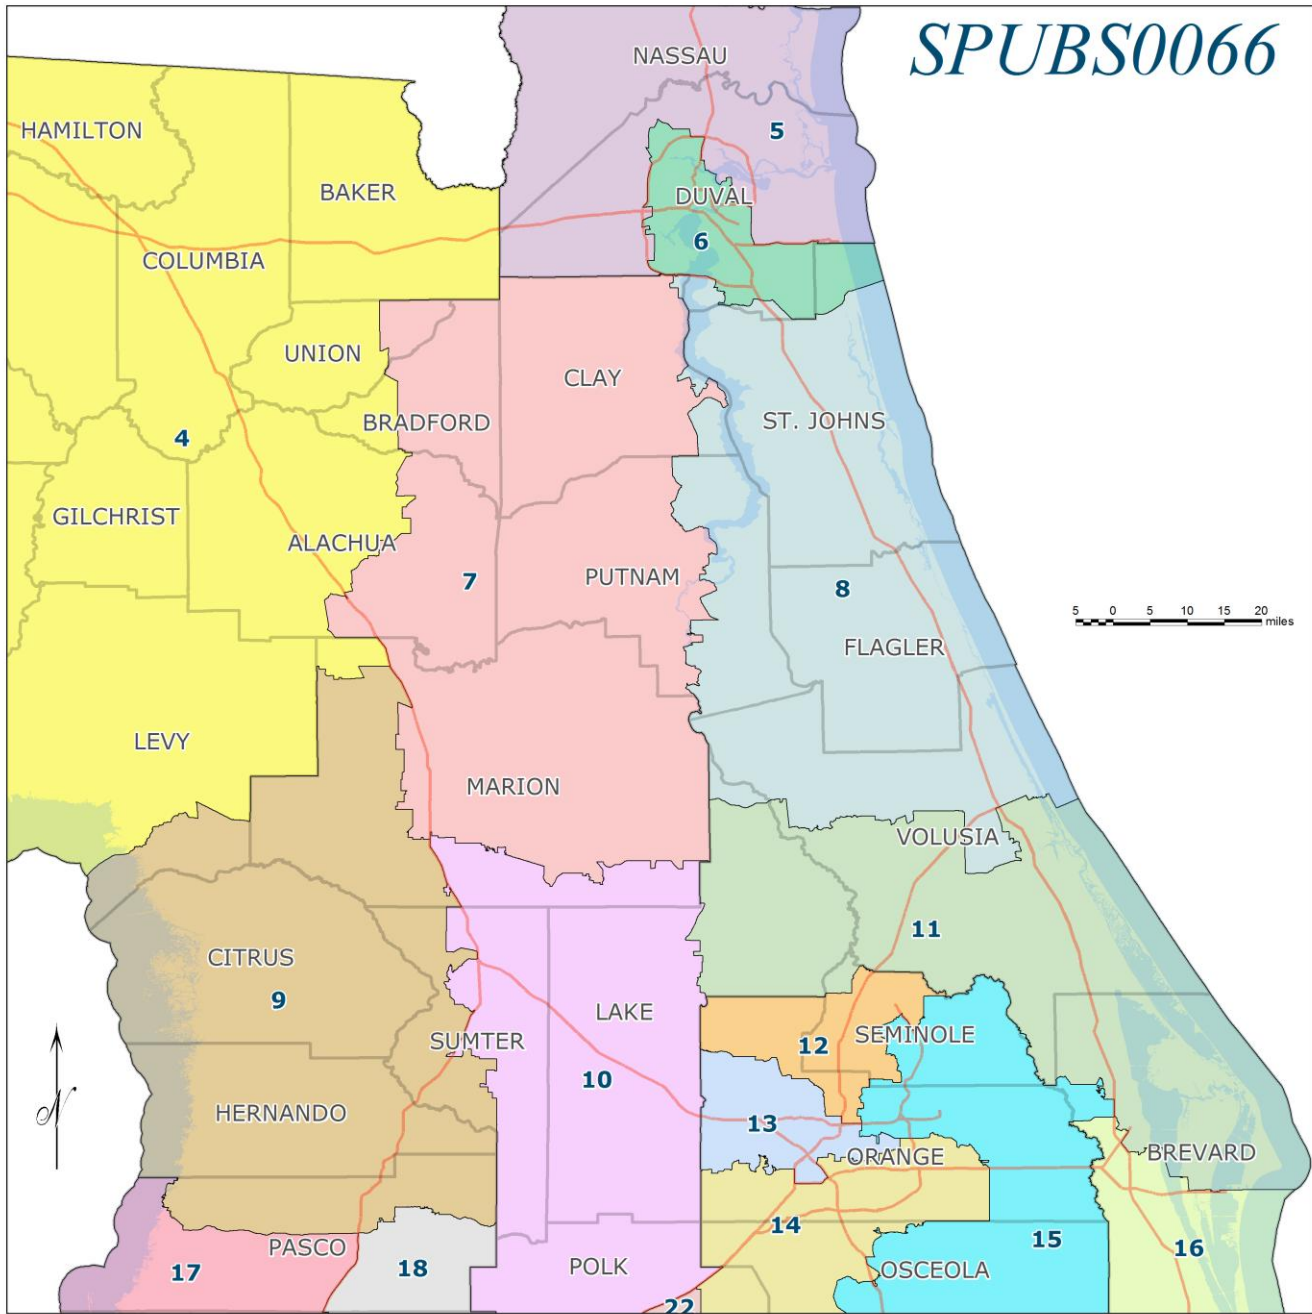 SPUBS0066
NASSAU
HAMILTON
5
BAKER
DUVAL
6
COLUMBIA
UNION
CLAY
BRADFORD
ST. JOHNS
4
GILCHRIST
ALACHUA
7
PUTNAM
8
5 0 5 10 15 20
miles
FLAGLER
LEVY
MARION
VOLUSIA
11
CITRUS
9
LAKE
SUMTER
SEMINOLE
12
10
N
HERNANDO
13
ORANGE
BREVARD
14
PASCO
15
16
17
18
POLK
OSCEOLA
22